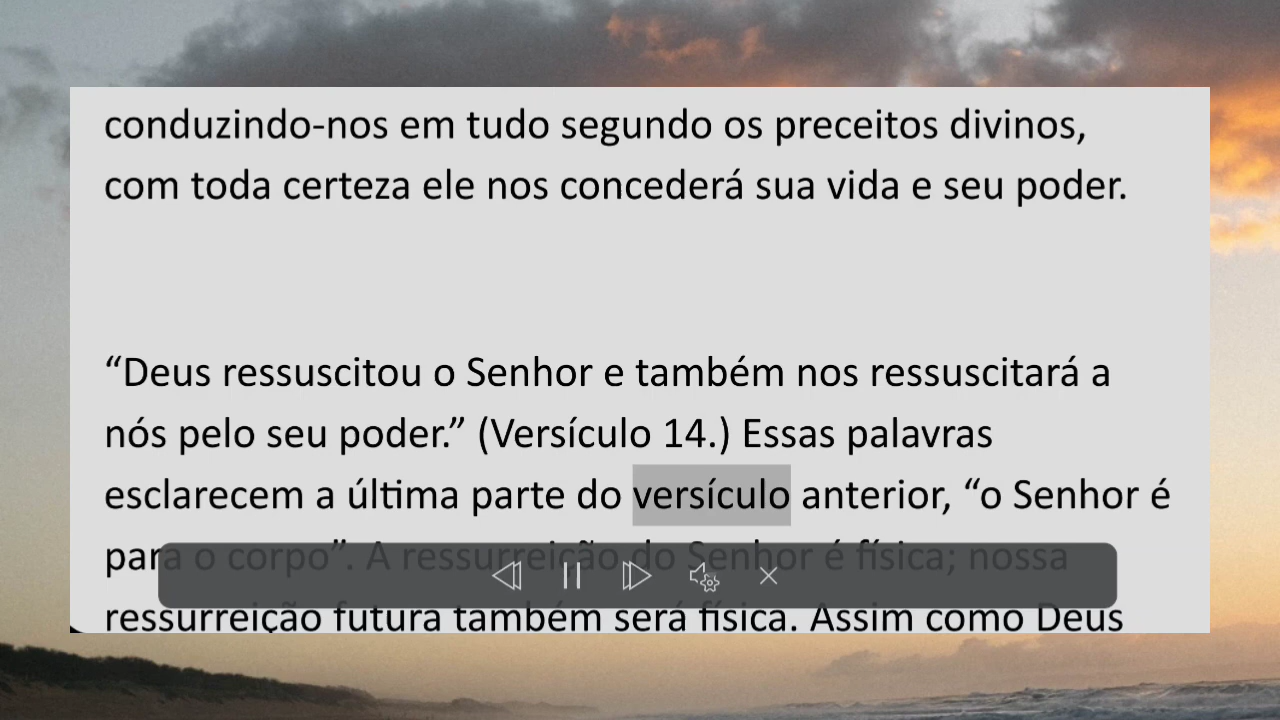 conduzindo-nos em tudo segundo os preceitos divinos,
com toda certeza ele nos concederá sua vida e seu poder.
“Deus ressuscitou o Senhor e também nos ressuscitará a
nós pelo seu poder.” (Versículo 14.) Essas palavras
esclarecem a última parte do versículo anterior, “o Senhor é
para o corpo”. A ressurreição do Senhor é física; nossa
ressurreição futura também será física. Assim como Deus